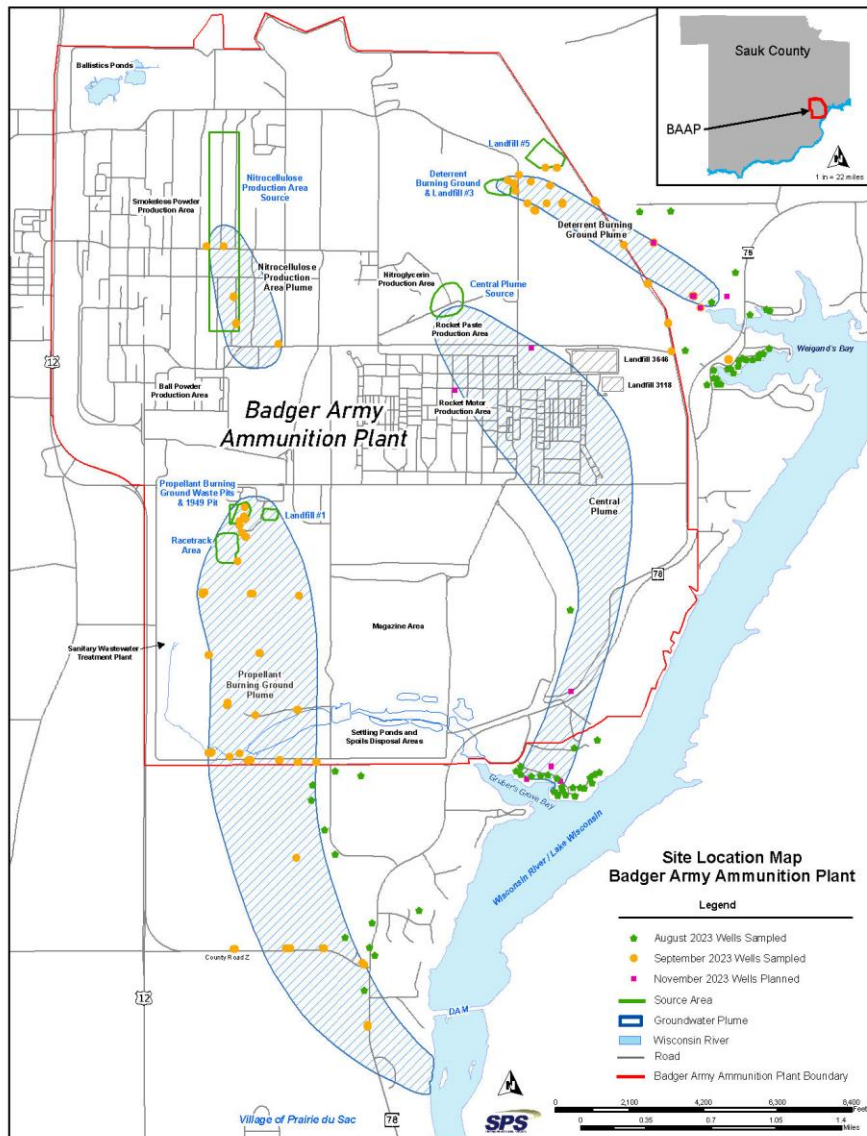 Sauk County
BAAP
1 in = 22 miles
Ballistics Ponds
Landfill #5
Nitrocellulose
Production Area
Source
Deterrent
Burning Ground
& Landfill #3
Smokeless Powder
Production Area
Deterrent Burning
Ground Plume
78
Nitrocellulose
Production
Area Plume
Nitroglycerin
Production Area
Central Plume
Source
Rocket Paste
Production Area
12
Weigand's Bay
Landfill 3646
Ball Powder
Production Area
Landfill 3118
Rocket Motor
Production Area
Badger Army
Ammunition Plant
Propellant Burning
Ground Waste Pits
& 1949 Pit
Landfill #1
Central
Plume
Racetrack
Area
78
Magazine Area
Sanitary Wastewater
Treatment Plant
Propellant
Burning Ground
Plume
Settling Ponds and
Spoils Disposal Areas
Gruber's Grove Bay
Wisconsin River / Lake Wisconsin
Site Location Map
Badger Army Ammunition Plant
Legend
August 2023 Wells Sampled
September 2023 Wells Sampled
November 2023 Wells Planned
Source Area
Groundwater Plume
Wisconsin River
Road
Badger Army Ammunition Plant Boundary
County Road Z
12
DAM
Village of Prairie du Sac
78
SPS
0 2,100 4,200 6,300 8,400
Feet
0 0.35 0.7 1.05 1.4
Miles